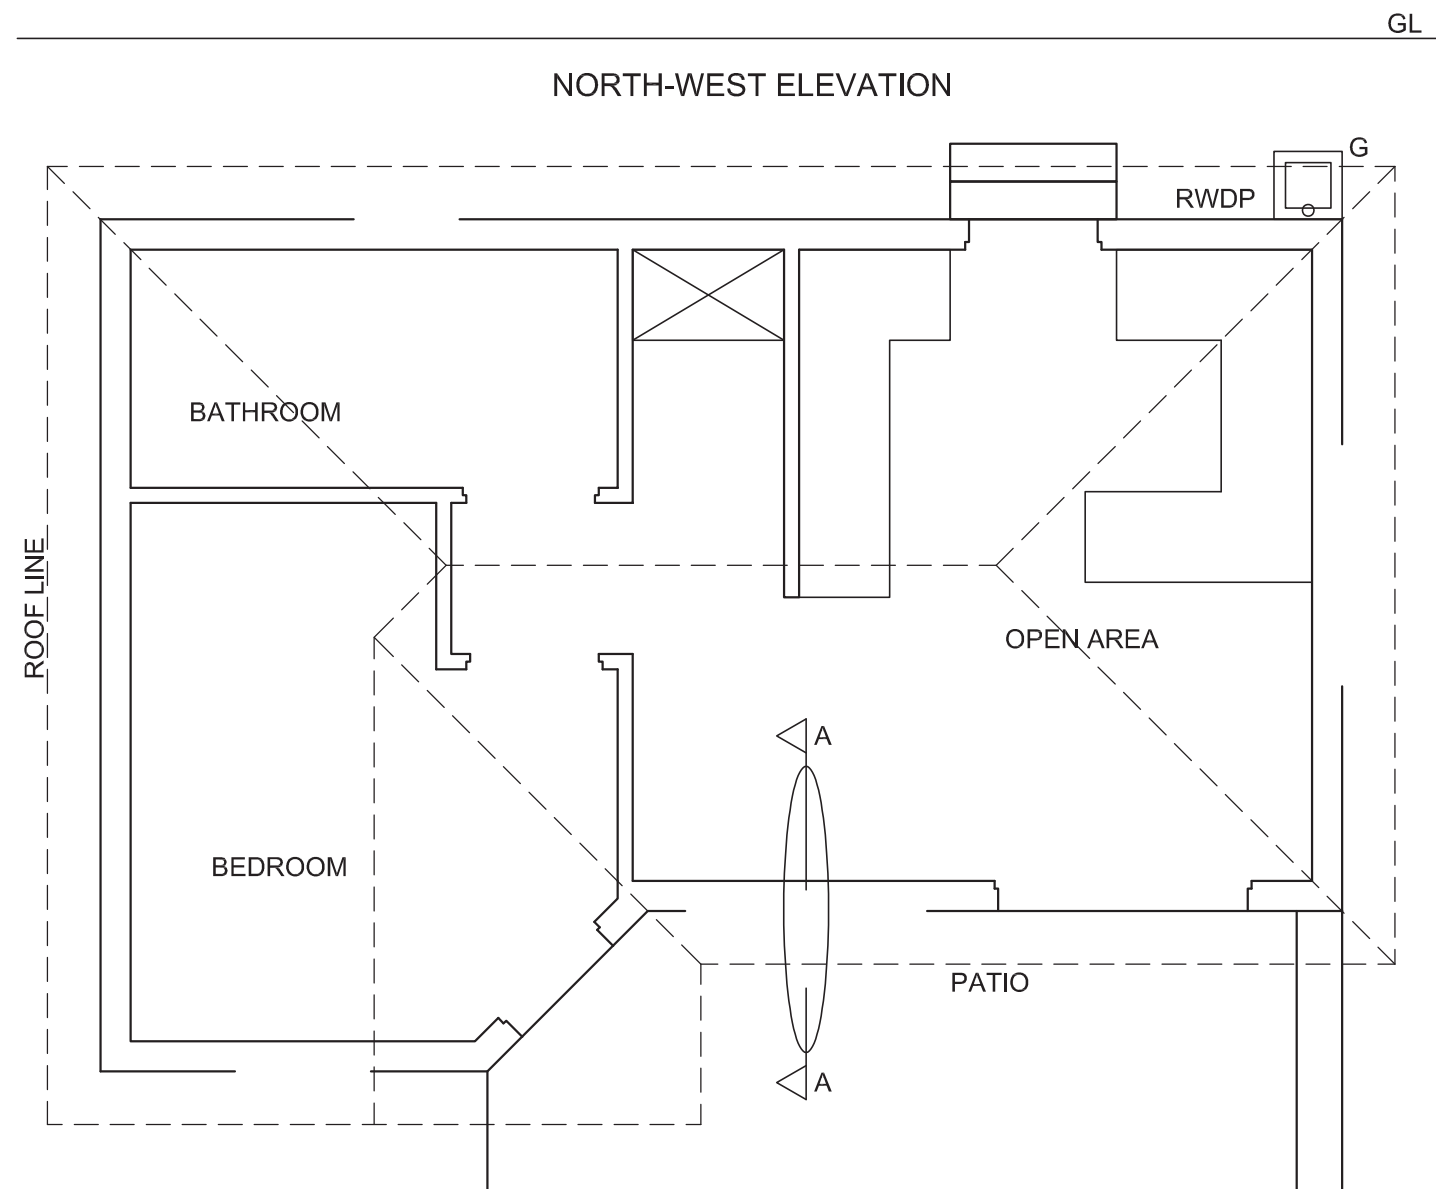 GL
NORTH-WEST ELEVATION
G
RWDP
BATHROOM
ROOF LINE
OPEN AREA
A
BEDROOM
PATIO
A